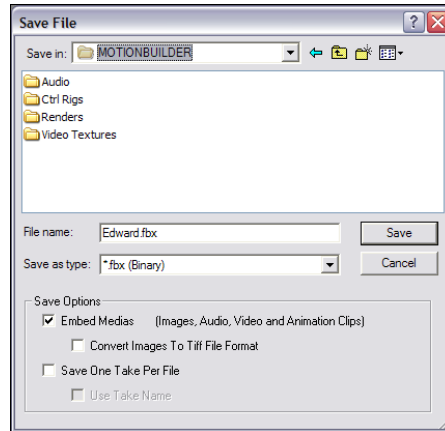 Save File
Save in: MOTIONBUILDER
Audio
Ctrl Rigs
Renders
Video Textures
File name: Edward.fbx Save
Save as type: *.fbx (Binary) Cancel
Save Options
Embed Medias (Images, Audio, Video and Animation Clips)
Convert Images To Tiff File Format
Save One Take Per File
Use Take Name